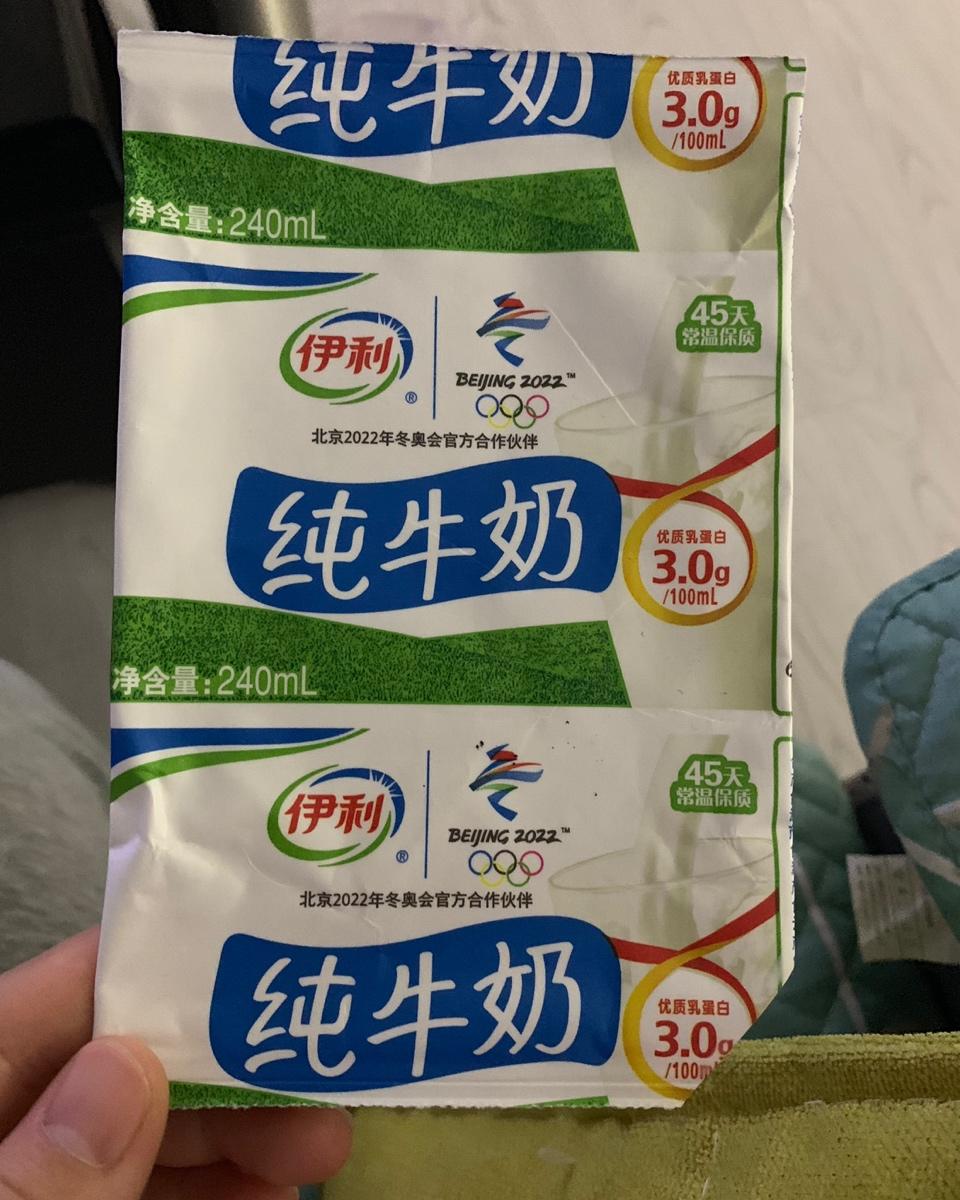 纯牛奶
优质乳蛋白
3.0g
/100mL
净含量:240mL
伊利
®
BEIJING 2022™
北京2022年冬奥会官方合作伙伴
45天
常温保质
纯牛奶
优质乳蛋白
3.0g
/100mL
净含量:240mL
伊利
®
BEIJING 2022™
北京2022年冬奥会官方合作伙伴
45天
常温保质
纯牛奶
优质乳蛋白
3.0g
/100m